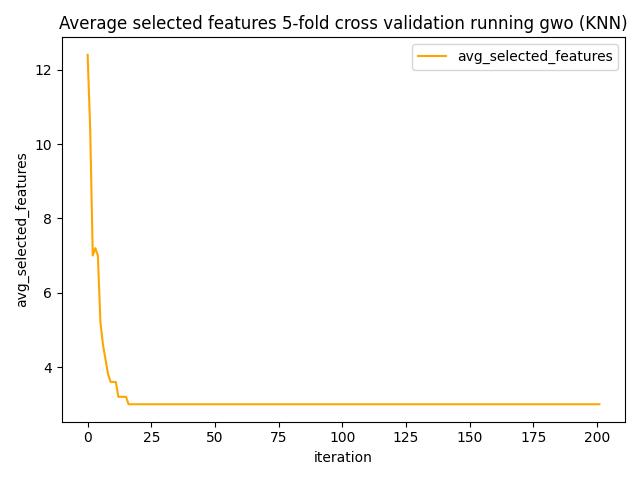 Average selected features 5-fold cross validation running gwo (KNN)
avg_selected_features
avg_selected_features
12
10
8
6
4
0 25 50 75 100 125 150 175 200
iteration